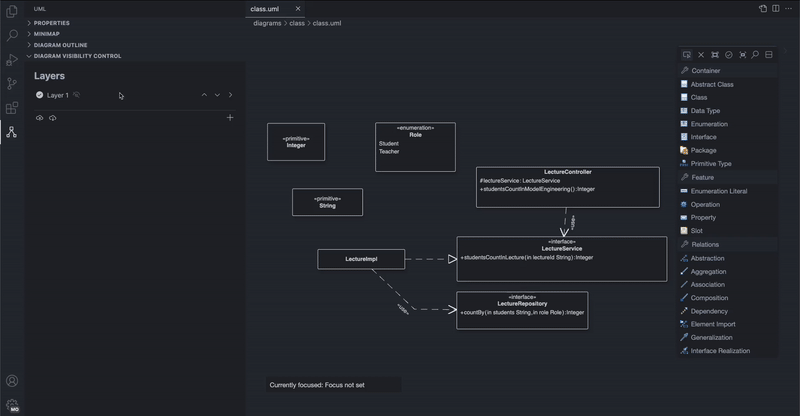 UML
class.uml
PROPERTIES
MINIMAP
DIAGRAM OUTLINE
DIAGRAM VISIBILITY CONTROL
Layers
Layer 1
MG
diagrams > class > class.uml
«primitive»
Integer
«enumeration»
Role
Student
Teacher
«primitive»
String
LectureController
#lectureService: LectureService
+studentsCountInModelEngineering():Integer
«use»
«interface»
LectureService
+studentsCountInLecture(in lectureId String):Integer
LectureImpl
«use»
«interface»
LectureRepository
+countBy(in students String,in role Role):Integer
Currently focused: Focus not set
Container
Abstract Class
Class
Data Type
Enumeration
Interface
Package
Primitive Type
Feature
Enumeration Literal
Operation
Property
Slot
Relations
Abstraction
Aggregation
Association
Composition
Dependency
Element Import
Generalization
Interface Realization